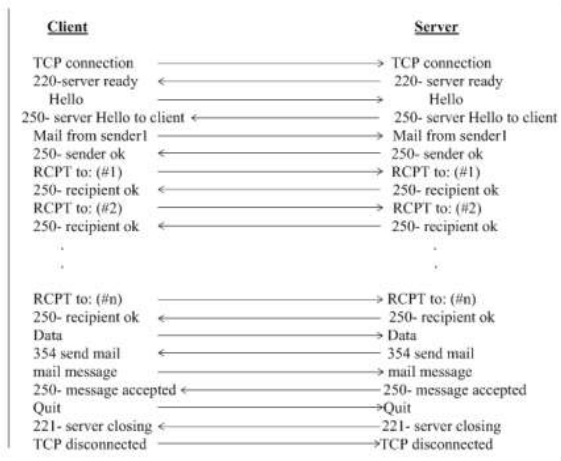 Client Server
TCP connection TCP connection
220-server ready 220-server ready
Hello Hello
250- server Hello to client 250- server Hello to client
Mail from sender1 Mail from sender1
250- sender ok 250- sender ok
RCPT to: (#1) RCPT to: (#1)
250- recipient ok 250- recipient ok
RCPT to: (#2) RCPT to: (#2)
250- recipient ok 250- recipient ok
. .
. .
RCPT to: (#n) RCPT to: (#n)
250- recipient ok 250- recipient ok
Data Data
354 send mail 354 send mail
mail message mail message
250- message accepted 250- message accepted
Quit Quit
221- server closing 221- server closing
TCP disconnected TCP disconnected